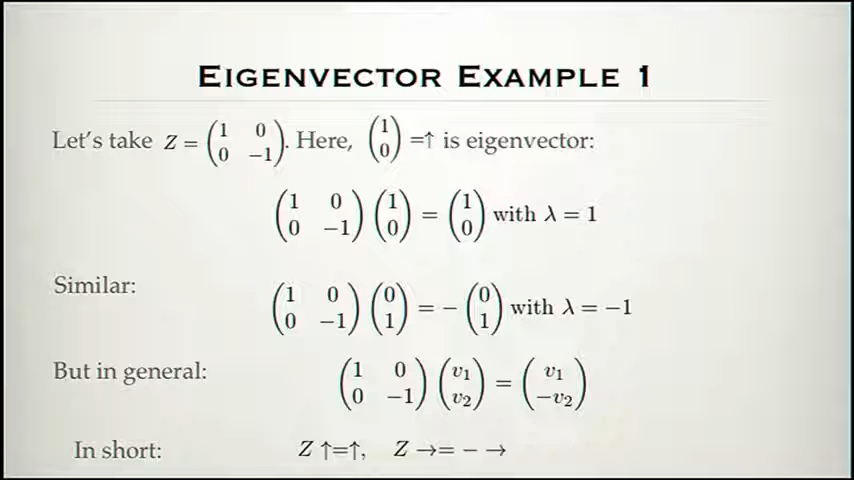 EIGENVECTOR EXAMPLE 1
Let's take Z = (1 0; 0 −1). Here, (1; 0) =↑ is eigenvector:
(1 0; 0 −1) (1; 0) = (1; 0) with λ = 1
Similar: (1 0; 0 −1) (0; 1) = − (0; 1) with λ = −1
But in general: (1 0; 0 −1) (v₁; v₂) = (v₁; −v₂)
In short: Z ↑=↑, Z →= − →